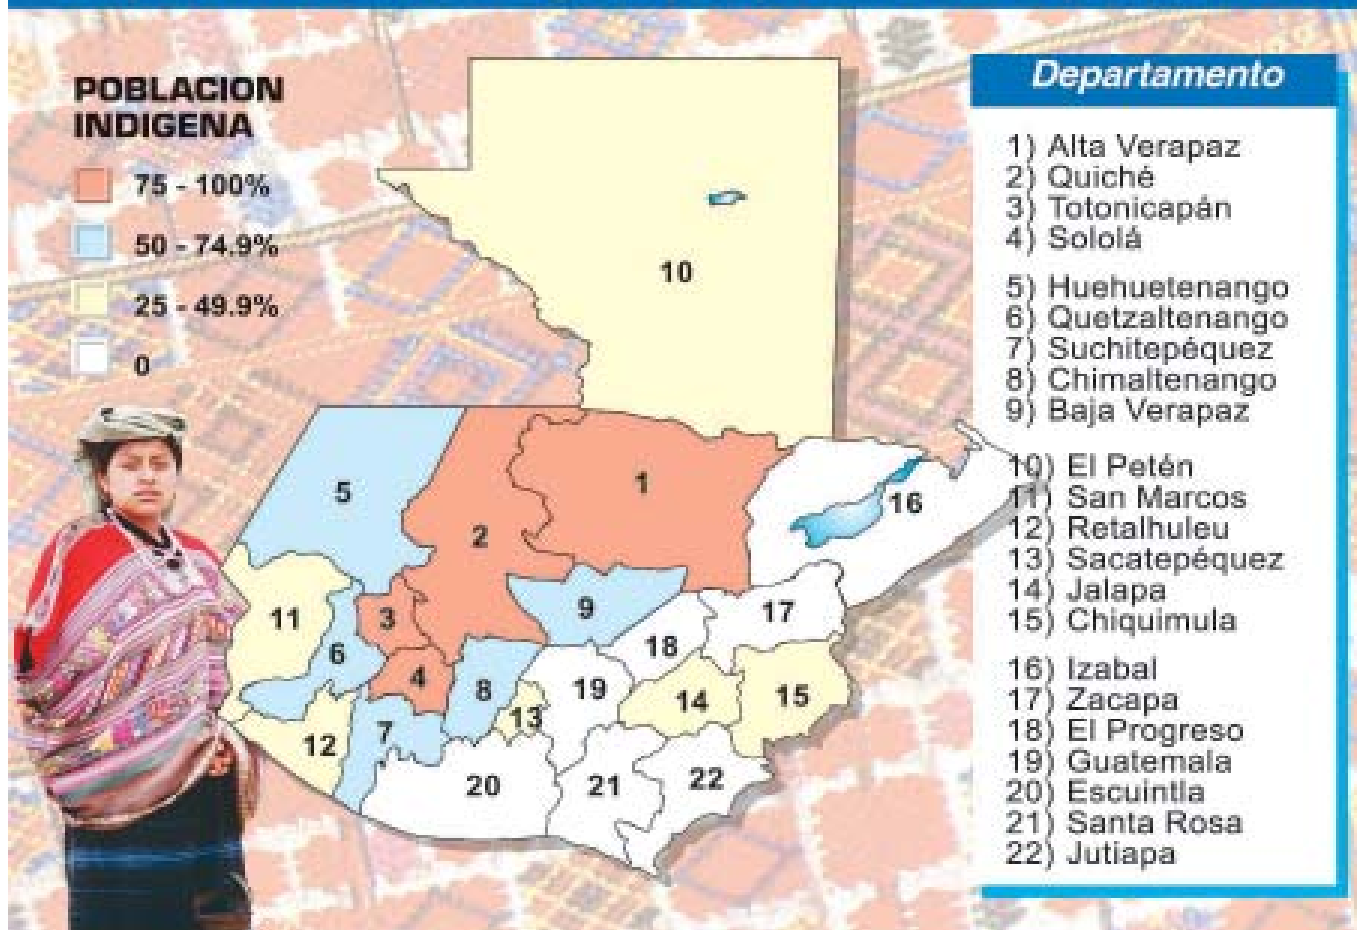 POBLACION
INDIGENA
75 - 100%
50 - 74.9%
25 - 49.9%
0
Departamento
1) Alta Verapaz
2) Quiché
3) Totonicapán
4) Sololá
5) Huehuetenango
6) Quetzaltenango
7) Suchitepéquez
8) Chimaltenango
9) Baja Verapaz
10) El Petén
11) San Marcos
12) Retalhuleu
13) Sacatepéquez
14) Jalapa
15) Chiquimula
16) Izabal
17) Zacapa
18) El Progreso
19) Guatemala
20) Escuintla
21) Santa Rosa
22) Jutiapa
10
5
1
16
2
11
3
9
17
6
18
4
8
19
14
15
13
7
12
20
21
22